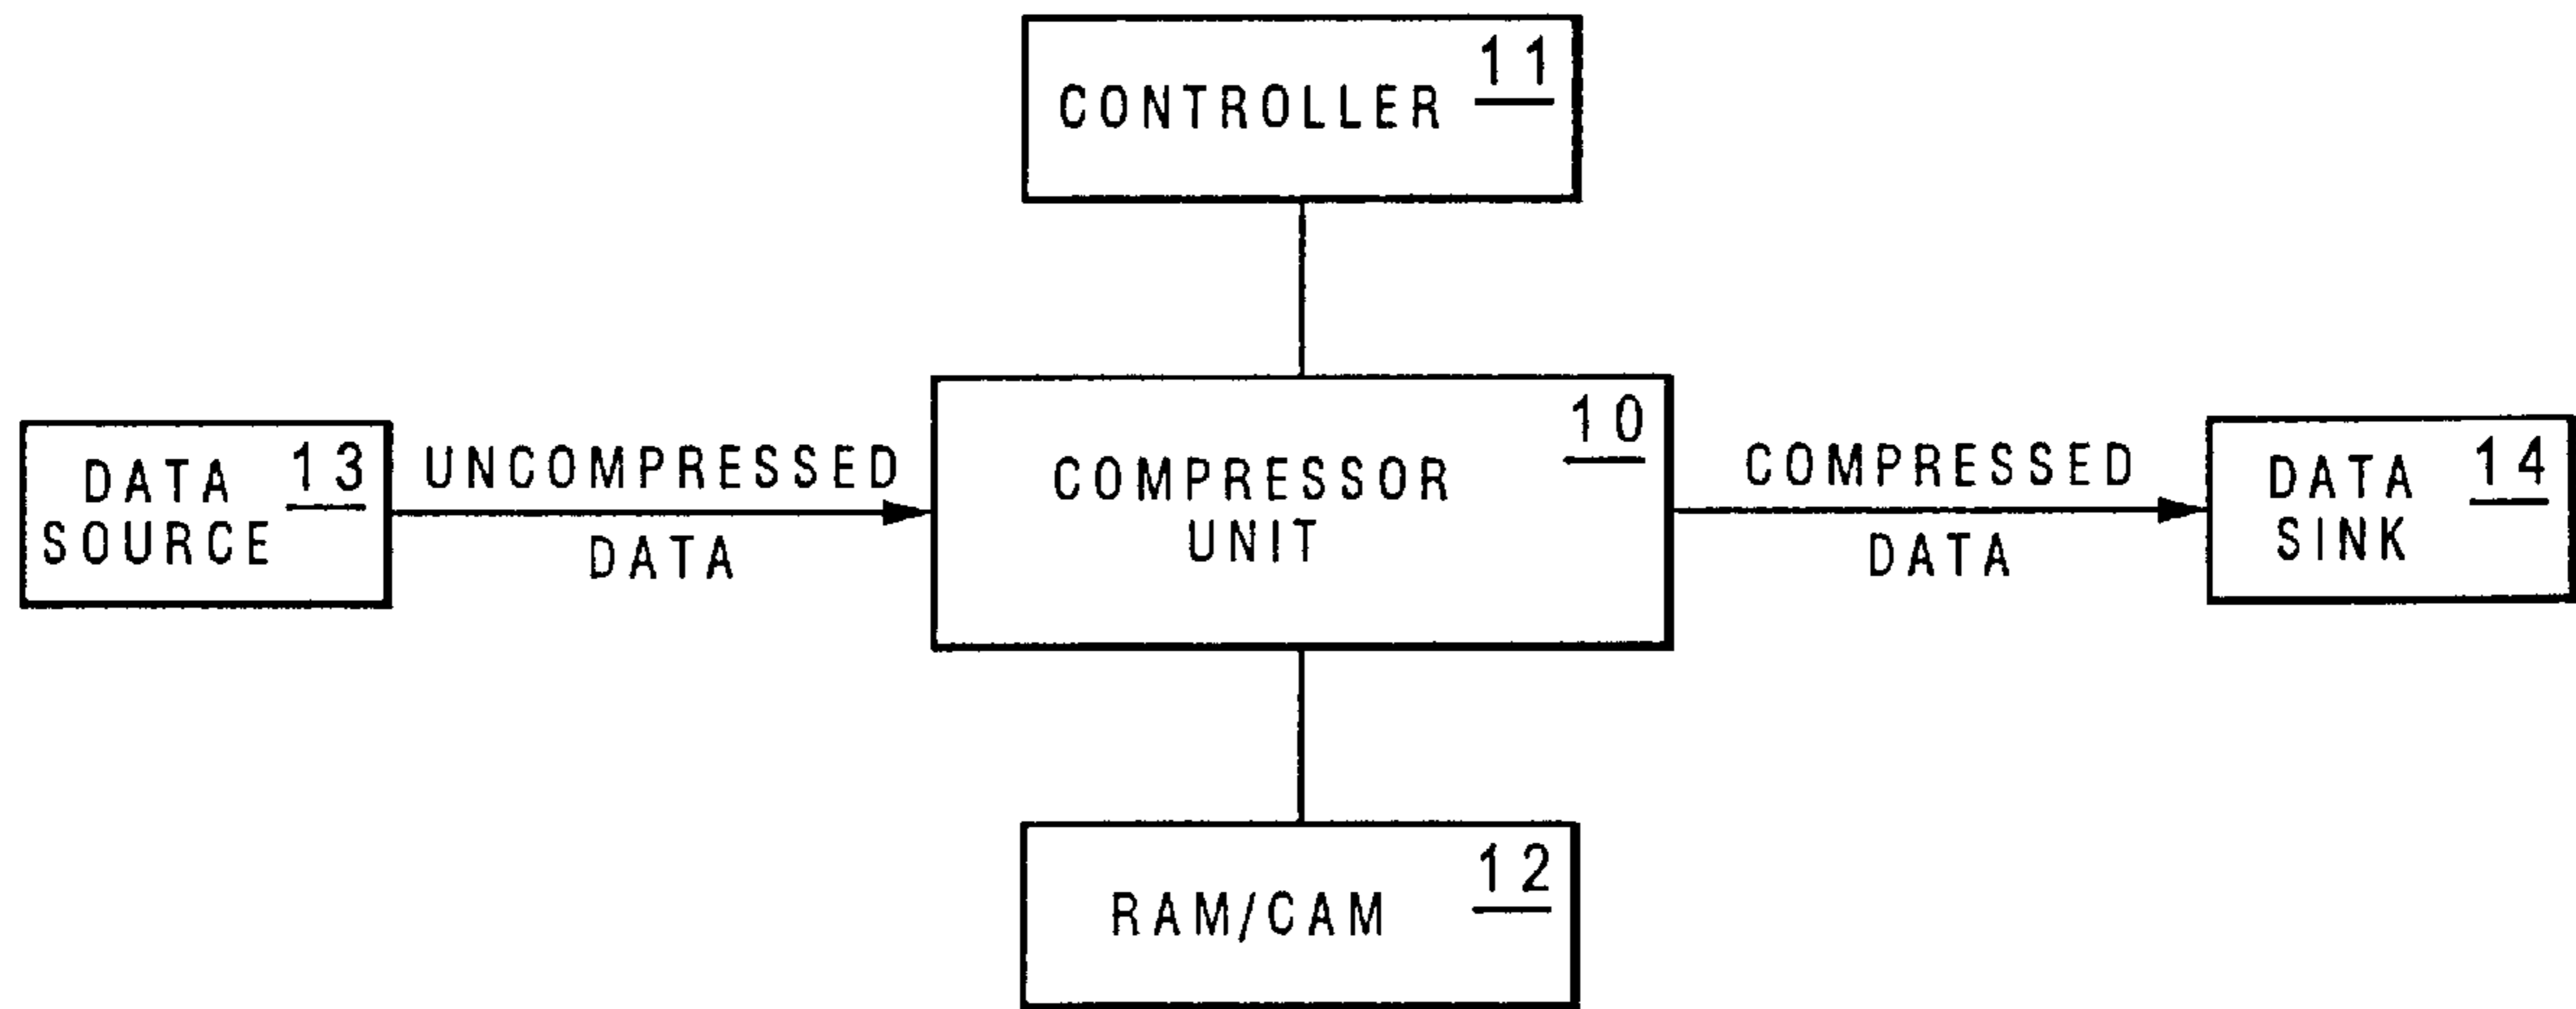 11
CONTROLLER
13
DATA
SOURCE
UNCOMPRESSED
DATA
10
COMPRESSOR
UNIT
COMPRESSED
DATA
14
DATA
SINK
12
RAM/CAM